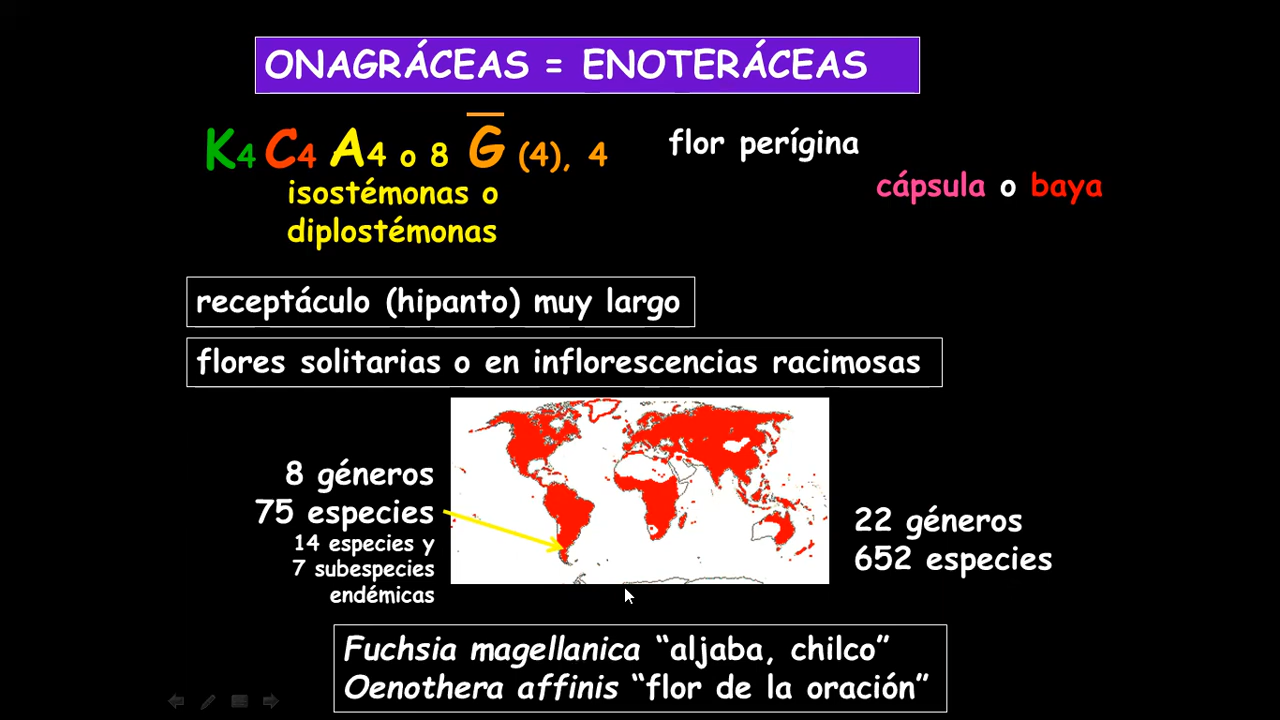 ONAGRÁCEAS = ENOTERÁCEAS
K4 C4 A4 o 8 G̅ (4), 4
flor perígina
cápsula o baya
isostémonas o
diplostémonas
receptáculo (hipanto) muy largo
flores solitarias o en inflorescencias racimosas
8 géneros
75 especies
14 especies y
7 subespecies
endémicas
22 géneros
652 especies
Fuchsia magellanica “aljaba, chilco”
Oenothera affinis “flor de la oración”